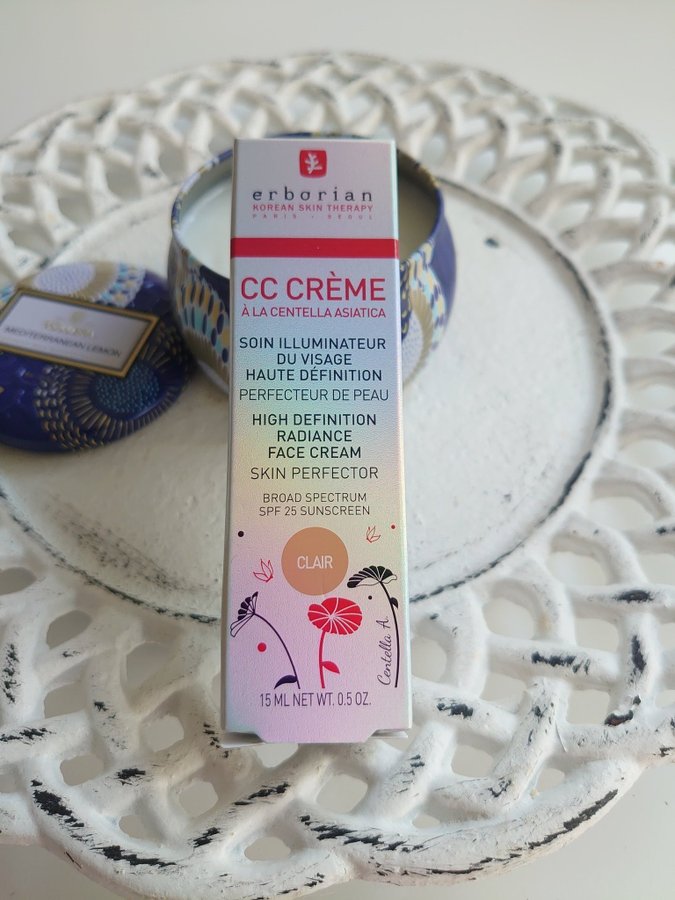 erborian
KOREAN SKIN THERAPY
PARIS - SEOUL
CC CRÈME
À LA CENTELLA ASIATICA
SOIN ILLUMINATEUR
DU VISAGE
HAUTE DÉFINITION
PERFECTEUR DE PEAU
HIGH DEFINITION
RADIANCE
FACE CREAM
SKIN PERFECTOR
BROAD SPECTRUM
SPF 25 SUNSCREEN
CLAIR
Centella A.
15 ML NET WT. 0.5 OZ.
MEDITERRANEAN LEMON